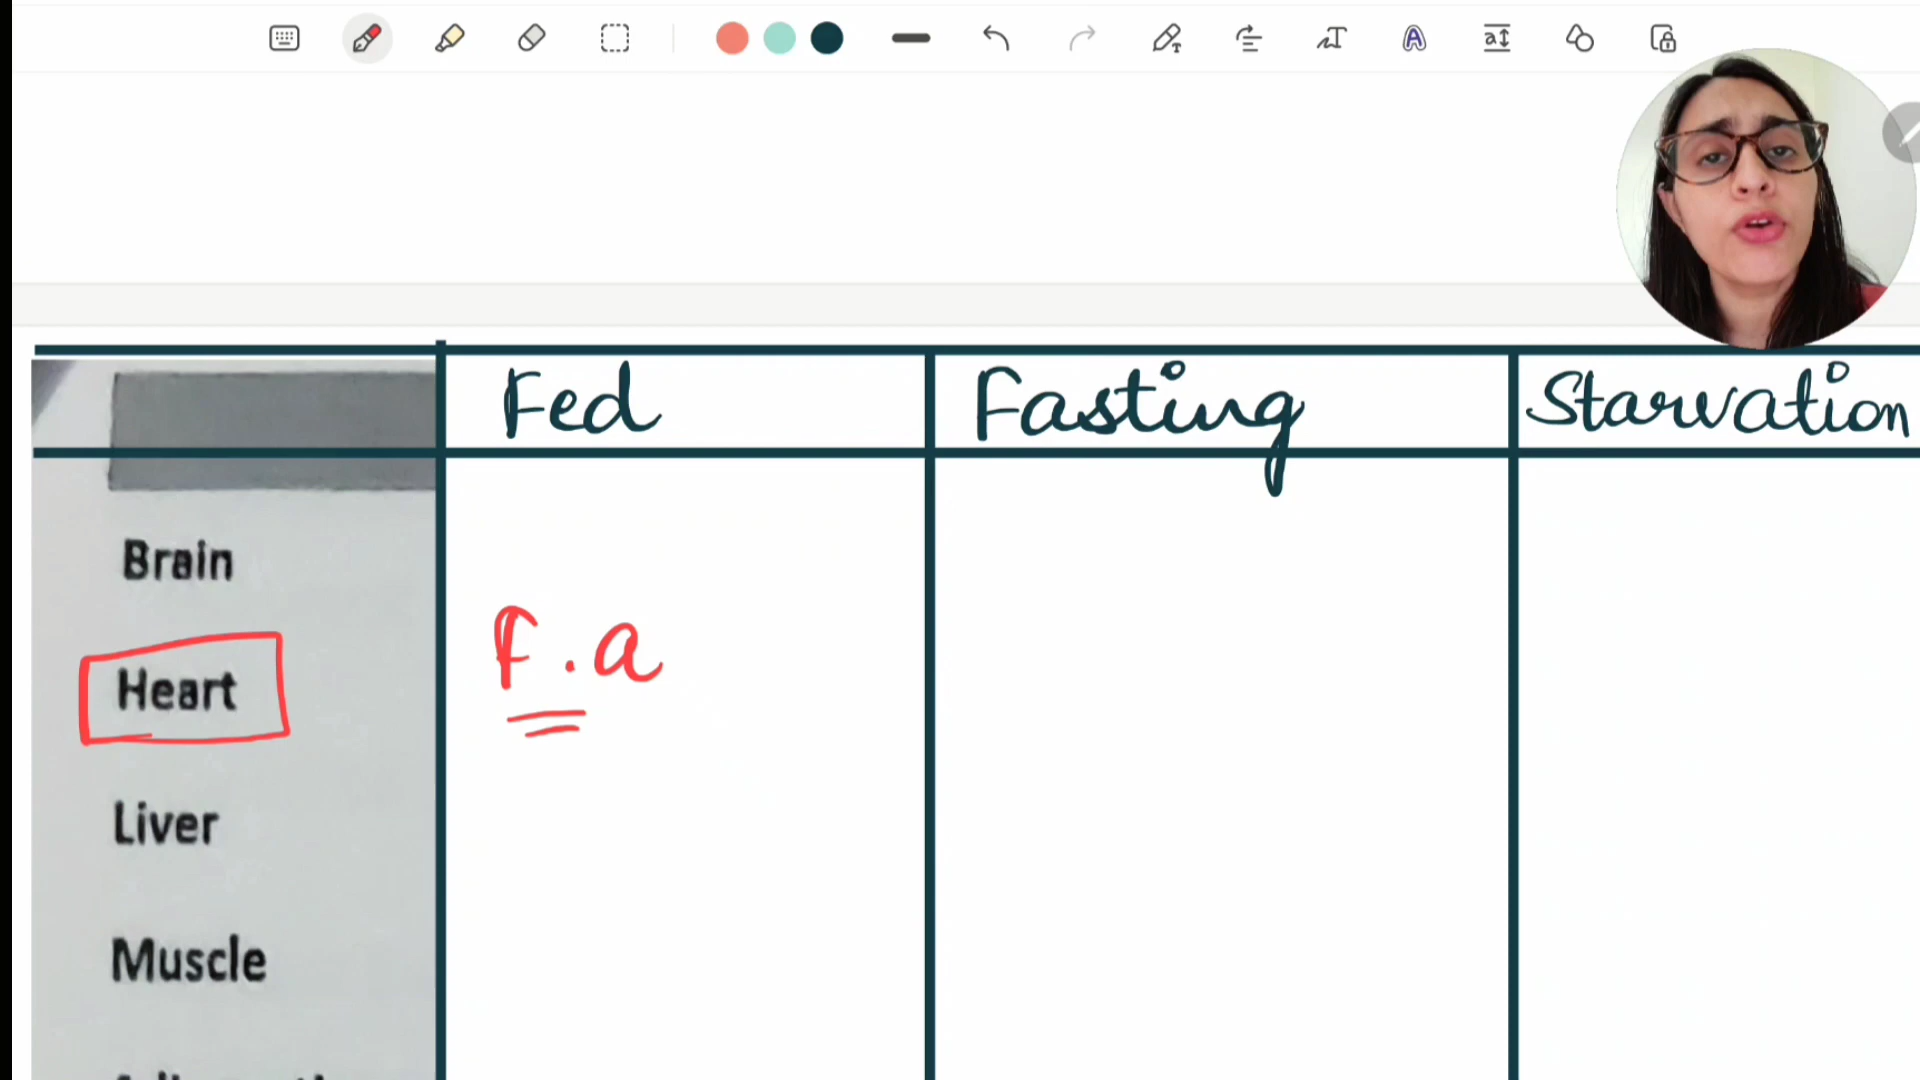 Fed Fasting Starvation
Brain
Heart F.a
Liver
Muscle